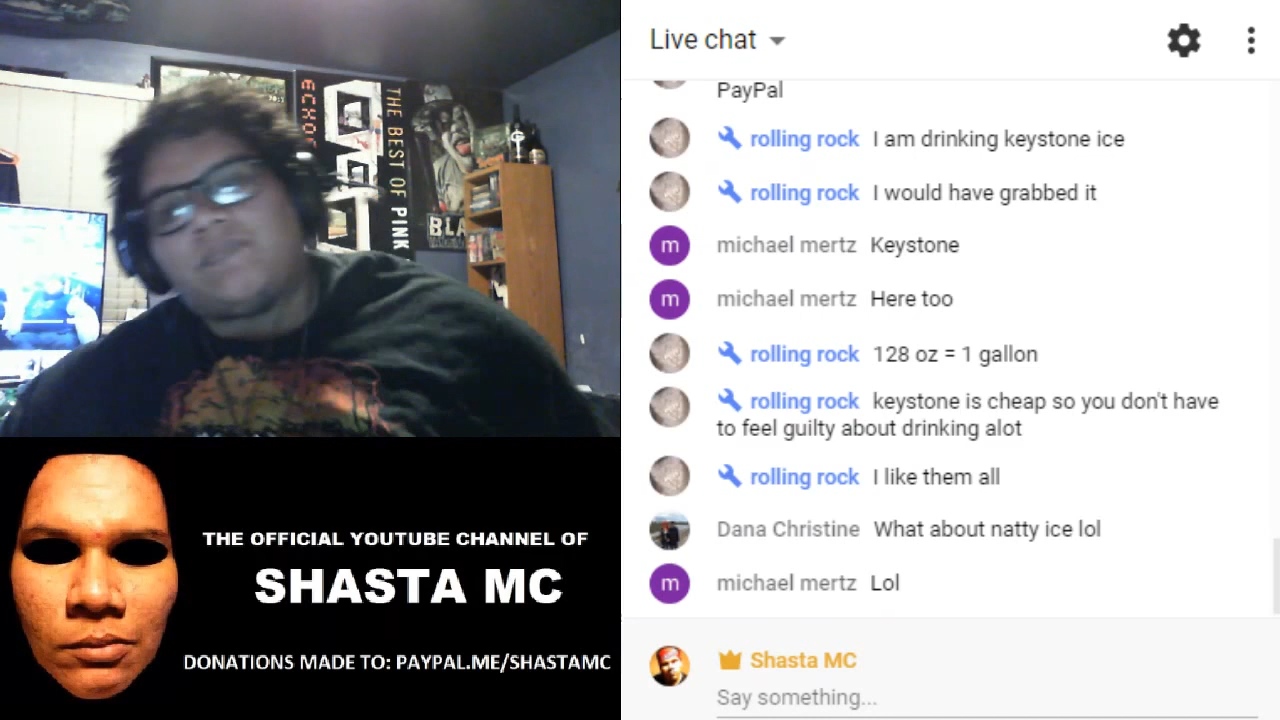 ECHO
THE BEST OF PINK
BLA
THE OFFICIAL YOUTUBE CHANNEL OF
SHASTA MC
DONATIONS MADE TO: PAYPAL.ME/SHASTAMC
Live chat
PayPal
rolling rock I am drinking keystone ice
rolling rock I would have grabbed it
m michael mertz Keystone
m michael mertz Here too
rolling rock 128 oz = 1 gallon
rolling rock keystone is cheap so you don't have
to feel guilty about drinking alot
rolling rock I like them all
Dana Christine What about natty ice lol
m michael mertz Lol
Shasta MC
Say something...